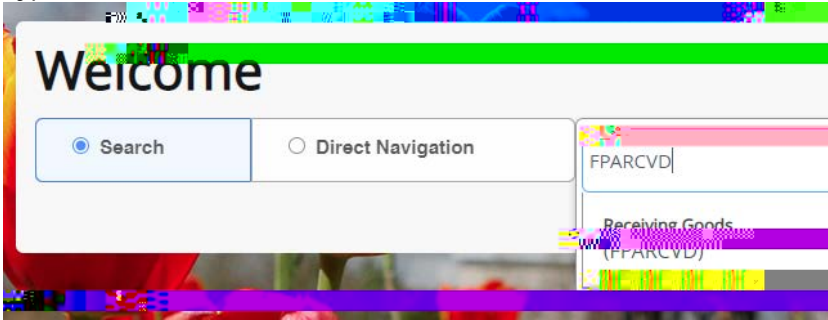 Welcome
Search
Direct Navigation
FPARCVD
Receiving Goods
(FPARCVD)